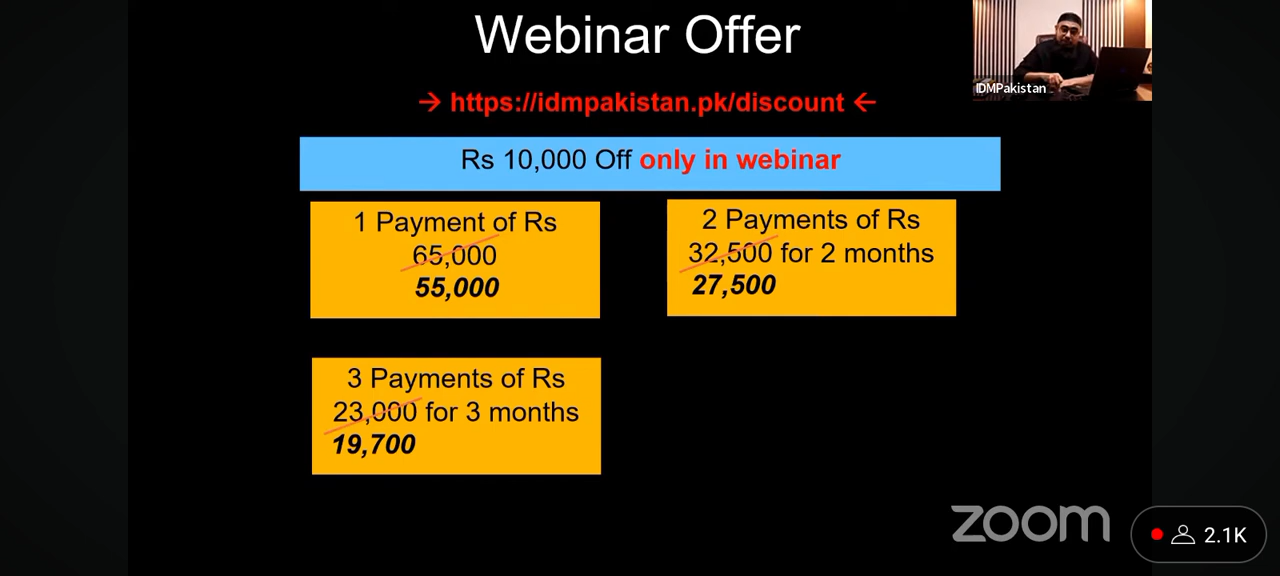 Webinar Offer
→ https://idmpakistan.pk/discount ←
IDMPakistan
Rs 10,000 Off only in webinar
1 Payment of Rs
65,000
55,000
2 Payments of Rs
32,500 for 2 months
27,500
3 Payments of Rs
23,000 for 3 months
19,700
zoom
2.1K